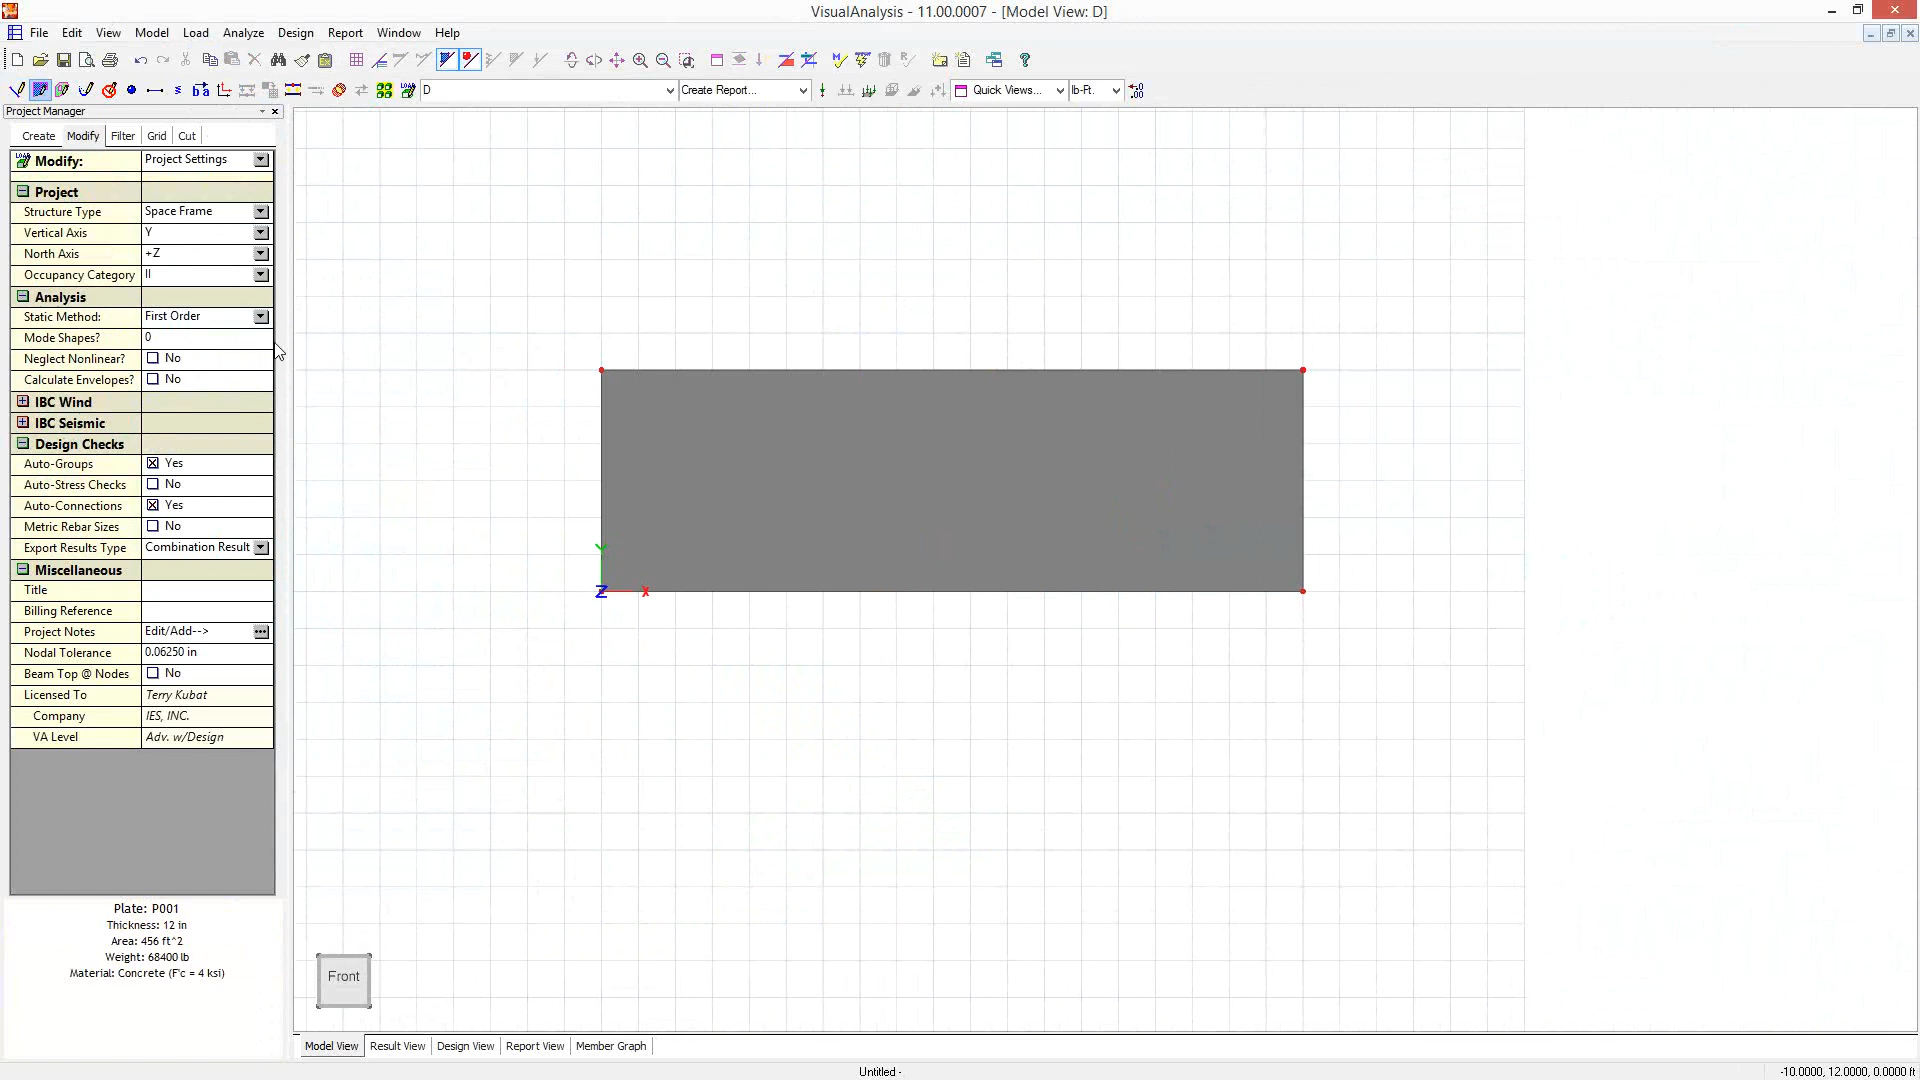 VisualAnalysis - 11.00.0007 - [Model View: D]
File Edit View Model Load Analyze Design Report Window Help
D Create Report... Quick Views... lb-Ft.
Project Manager
Create Modify Filter Grid Cut
Modify: Project Settings
Project
Structure Type Space Frame
Vertical Axis Y
North Axis +Z
Occupancy Category II
Analysis
Static Method: First Order
Mode Shapes? 0
Neglect Nonlinear? No
Calculate Envelopes? No
IBC Wind
IBC Seismic
Design Checks
Auto-Groups Yes
Auto-Stress Checks No
Auto-Connections Yes
Metric Rebar Sizes No
Export Results Type Combination Result
Miscellaneous
Title
Billing Reference
Project Notes Edit/Add-->
Nodal Tolerance 0.06250 in
Beam Top @ Nodes No
Licensed To Terry Kubat
Company IES, INC.
VA Level Adv. w/Design
Plate: P001
Thickness: 12 in
Area: 456 ft^2
Weight: 68400 lb
Material: Concrete (F'c = 4 ksi)
Y
Z X
Front
Model View Result View Design View Report View Member Graph
Untitled -
-10.0000, 12.0000, 0.0000 ft